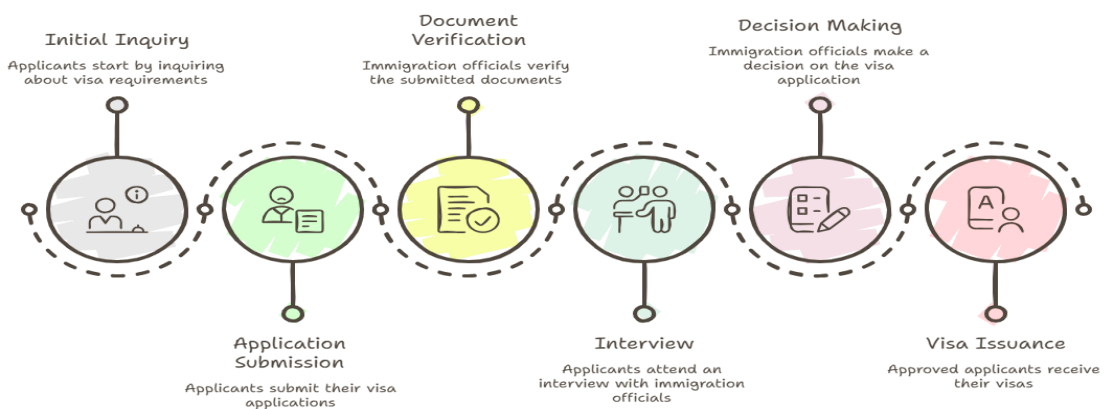 Initial Inquiry
Applicants start by inquiring
about visa requirements
Application
Submission
Applicants submit their visa
applications
Document
Verification
Immigration officials verify
the submitted documents
Interview
Applicants attend an
interview with immigration
officials
Decision Making
Immigration officials make a
decision on the visa
application
A
Visa Issuance
Approved applicants receive
their visas